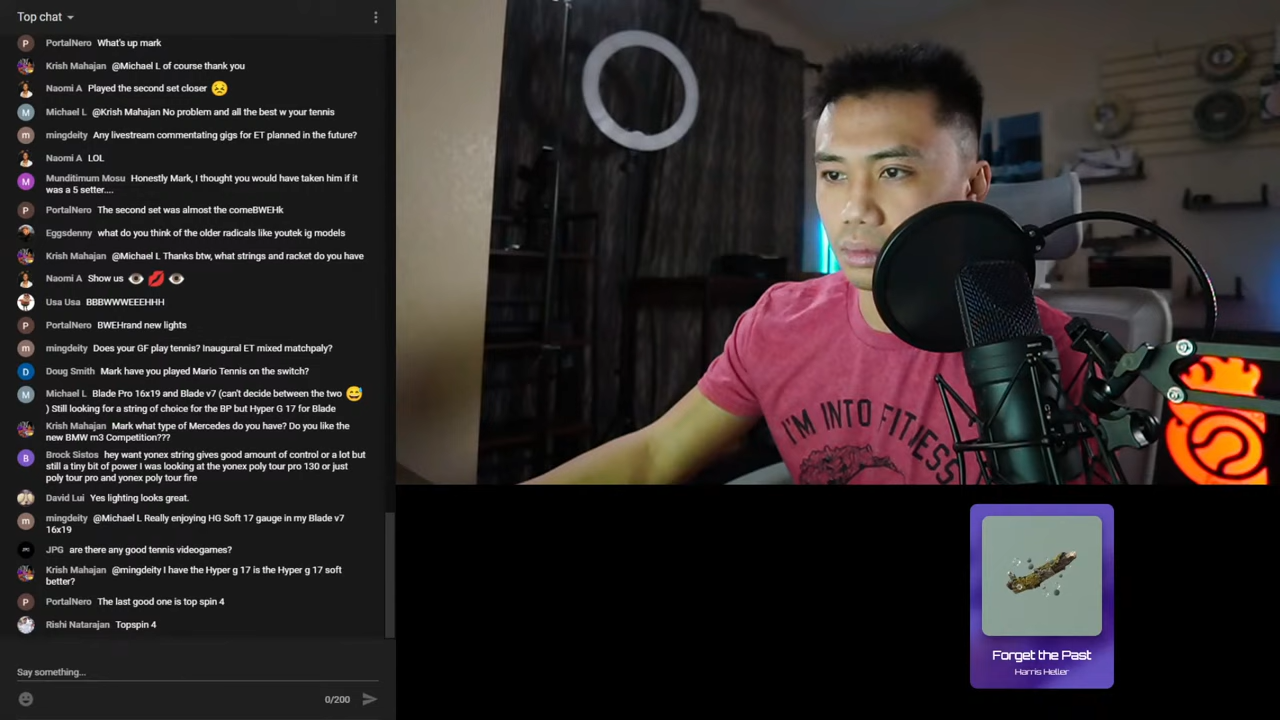 Top chat
PortalNero What's up mark
Krish Mahajan @Michael L of course thank you
Naomi A Played the second set closer
Michael L @Krish Mahajan No problem and all the best w your tennis
mingdeity Any livestream commentating gigs for ET planned in the future?
Naomi A LOL
Munditimum Mosu Honestly Mark, I thought you would have taken him if it
was a 5 setter....
PortalNero The second set was almost the comeBWEHk
Eggsdenny what do you think of the older radicals like youtek ig models
Krish Mahajan @Michael L Thanks btw, what strings and racket do you have
Naomi A Show us
Usa Usa BBBWWWEEEHHH
PortalNero BWEHrand new lights
mingdeity Does your GF play tennis? Inaugural ET mixed matchpaly?
Doug Smith Mark have you played Mario Tennis on the switch?
Michael L Blade Pro 16x19 and Blade v7 (can't decide between the two
) Still looking for a string of choice for the BP but Hyper G 17 for Blade
Krish Mahajan Mark what type of Mercedes do you have? Do you like the
new BMW m3 Competition???
Brock Sistos hey want yonex string gives good amount of control or a lot but
still a tiny bit of power I was looking at the yonex poly tour pro 130 or just
poly tour pro and yonex poly tour fire
David Lui Yes lighting looks great.
mingdeity @Michael L Really enjoying HG Soft 17 gauge in my Blade v7
16x19
JPG are there any good tennis videogames?
Krish Mahajan @mingdeity I have the Hyper g 17 is the Hyper g 17 soft
better?
PortalNero The last good one is top spin 4
Rishi Natarajan Topspin 4
Say something...
0/200
I'M INTO FITNESS
Forget the Past
Harris Heller